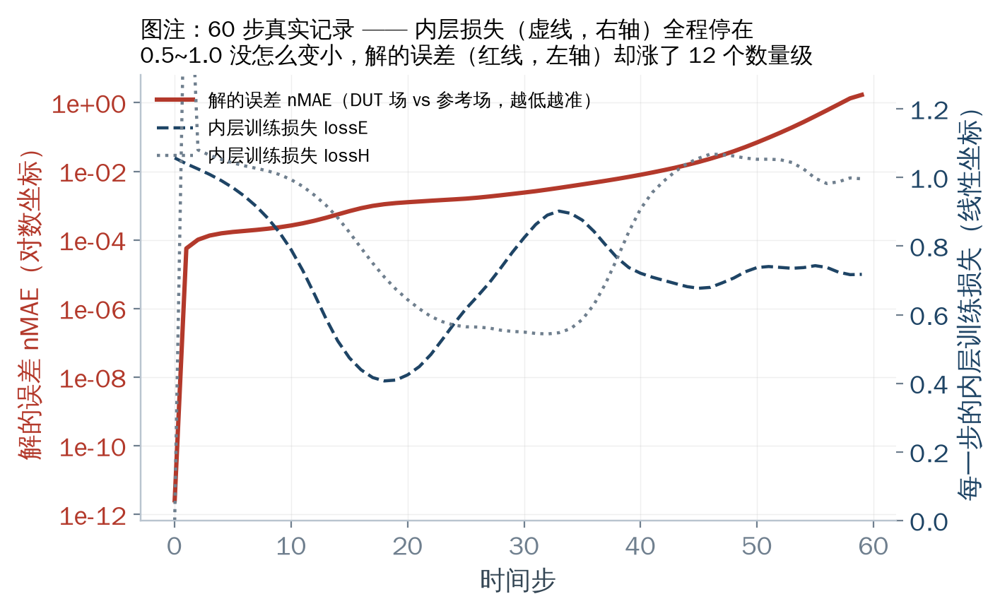 图注：60 步真实记录 —— 内层损失（虚线，右轴）全程停在
0.5~1.0 没怎么变小，解的误差（红线，左轴）却涨了 12 个数量级
解的误差 nMAE（DUT 场 vs 参考场，越低越准）
内层训练损失 lossE
内层训练损失 lossH
解的误差 nMAE（对数坐标）
1e+00
1e-02
1e-04
1e-06
1e-08
1e-10
1e-12
1.2
1.0
0.8
0.6
0.4
0.2
0.0
每一步的内层训练损失（线性坐标）
0 10 20 30 40 50 60
时间步